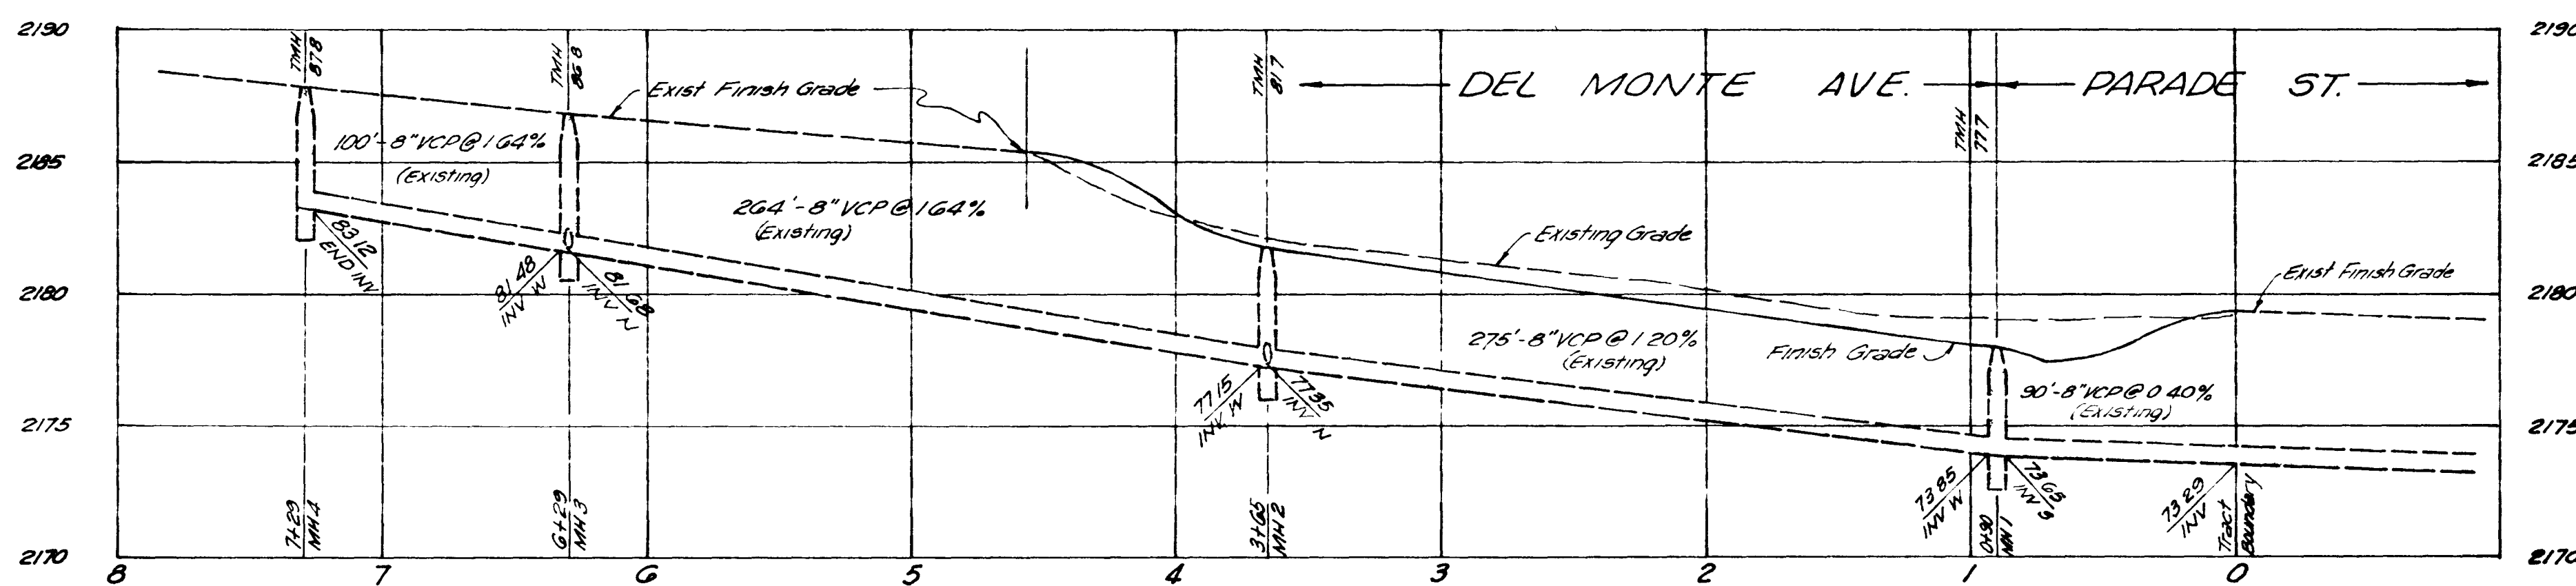 2190
2190
TMH
878
TMH
868
TMH
817
DEL MONTE AVE.
PARADE ST.
Exist Finish Grade
TMH
777
100'-8" VCP @ 1 64%
(Existing)
2185
2185
264'-8" VCP @ 1 64%
(Existing)
Existing Grade
Exist Finish Grade
83 12
END INV
81 48
INV W
81 68
INV N
2180
2180
275'-8" VCP @ 1 20%
(Existing)
Finish Grade
90'-8" VCP @ 0 40%
(Existing)
77 15
INV. W
77 35
INV N
2175
2175
73 85
INV W
73 65
INV S
73 29
INV
7+29
MH 4
6+29
MH 3
3+65
MH 2
0+90
MH 1
Tract
Boundary
2170
2170
8 7 6 5 4 3 2 1 0